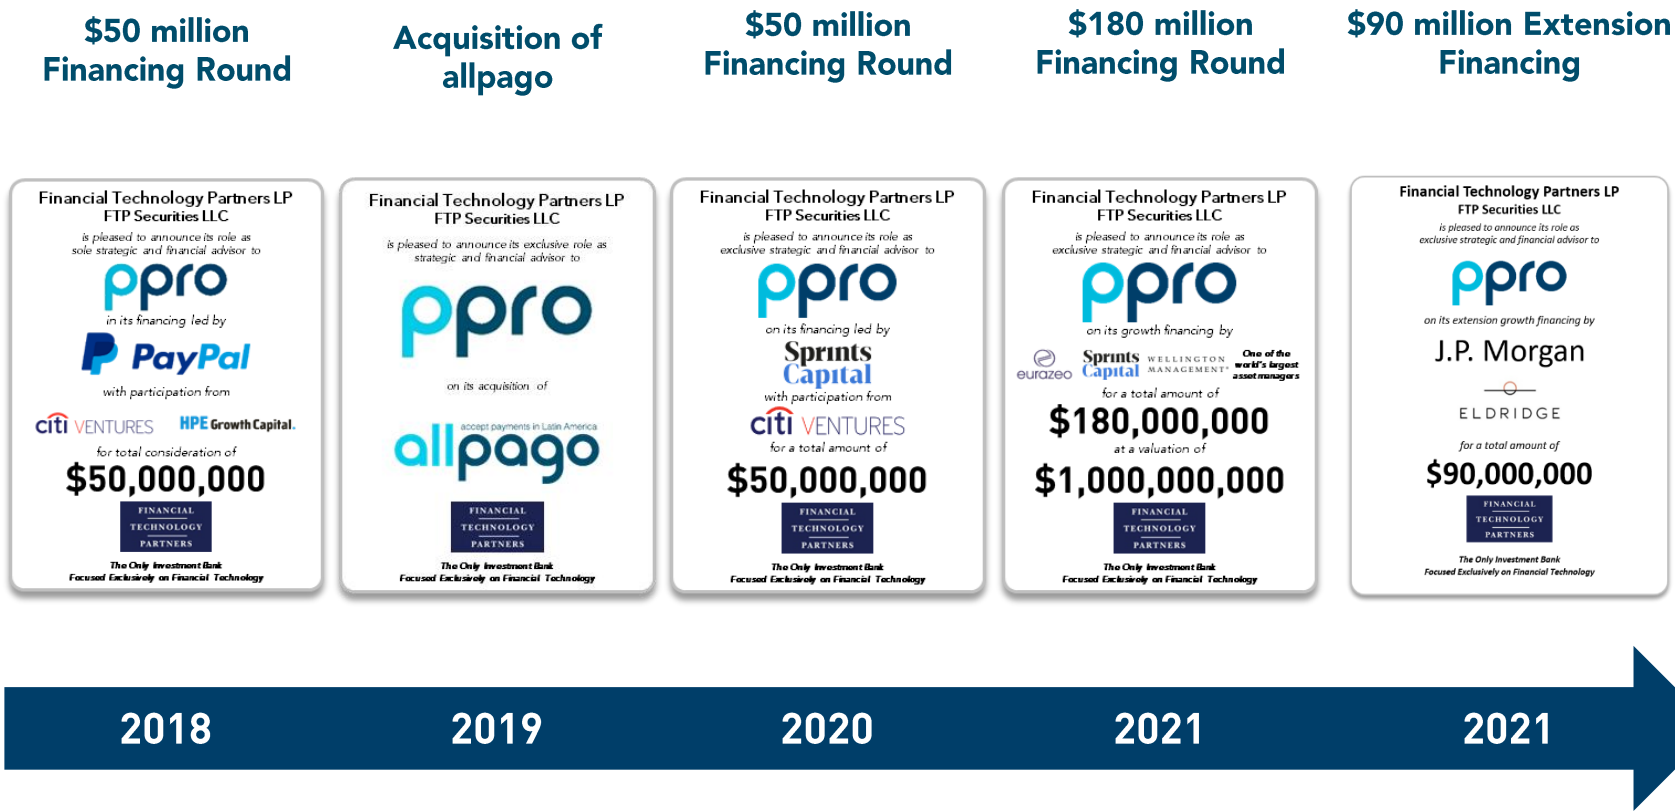 $50 million
Financing Round
Acquisition of
allpago
$50 million
Financing Round
$180 million
Financing Round
$90 million Extension
Financing
Financial Technology Partners LP
FTP Securities LLC
is pleased to announce its role as
sole strategic and financial advisor to
ppro
in its financing led by
PayPal
with participation from
citi VENTURES
HPE Growth Capital.
for total consideration of
$50,000,000
FINANCIAL
TECHNOLOGY
PARTNERS
The Only Investment Bank
Focused Exclusively on Financial Technology
Financial Technology Partners LP
FTP Securities LLC
is pleased to announce its exclusive role as
strategic and financial advisor to
ppro
on its acquisition of
accept payments in Latin America
allpago
FINANCIAL
TECHNOLOGY
PARTNERS
The Only Investment Bank
Focused Exclusively on Financial Technology
Financial Technology Partners LP
FTP Securities LLC
is pleased to announce its role as
exclusive strategic and financial advisor to
ppro
on its financing led by
Sprints
Capital
with participation from
citi VENTURES
for a total amount of
$50,000,000
FINANCIAL
TECHNOLOGY
PARTNERS
The Only Investment Bank
Focused Exclusively on Financial Technology
Financial Technology Partners LP
FTP Securities LLC
is pleased to announce its role as
exclusive strategic and financial advisor to
ppro
on its growth financing by
eurazeo
Sprints
Capital
WELLINGTON
MANAGEMENT®
One of the
world's largest
asset managers
for a total amount of
$180,000,000
at a valuation of
$1,000,000,000
FINANCIAL
TECHNOLOGY
PARTNERS
The Only Investment Bank
Focused Exclusively on Financial Technology
Financial Technology Partners LP
FTP Securities LLC
is pleased to announce its role as
exclusive strategic and financial advisor to
ppro
on its extension growth financing by
J.P. Morgan
ELDRIDGE
for a total amount of
$90,000,000
FINANCIAL
TECHNOLOGY
PARTNERS
The Only Investment Bank
Focused Exclusively on Financial Technology
2018
2019
2020
2021
2021